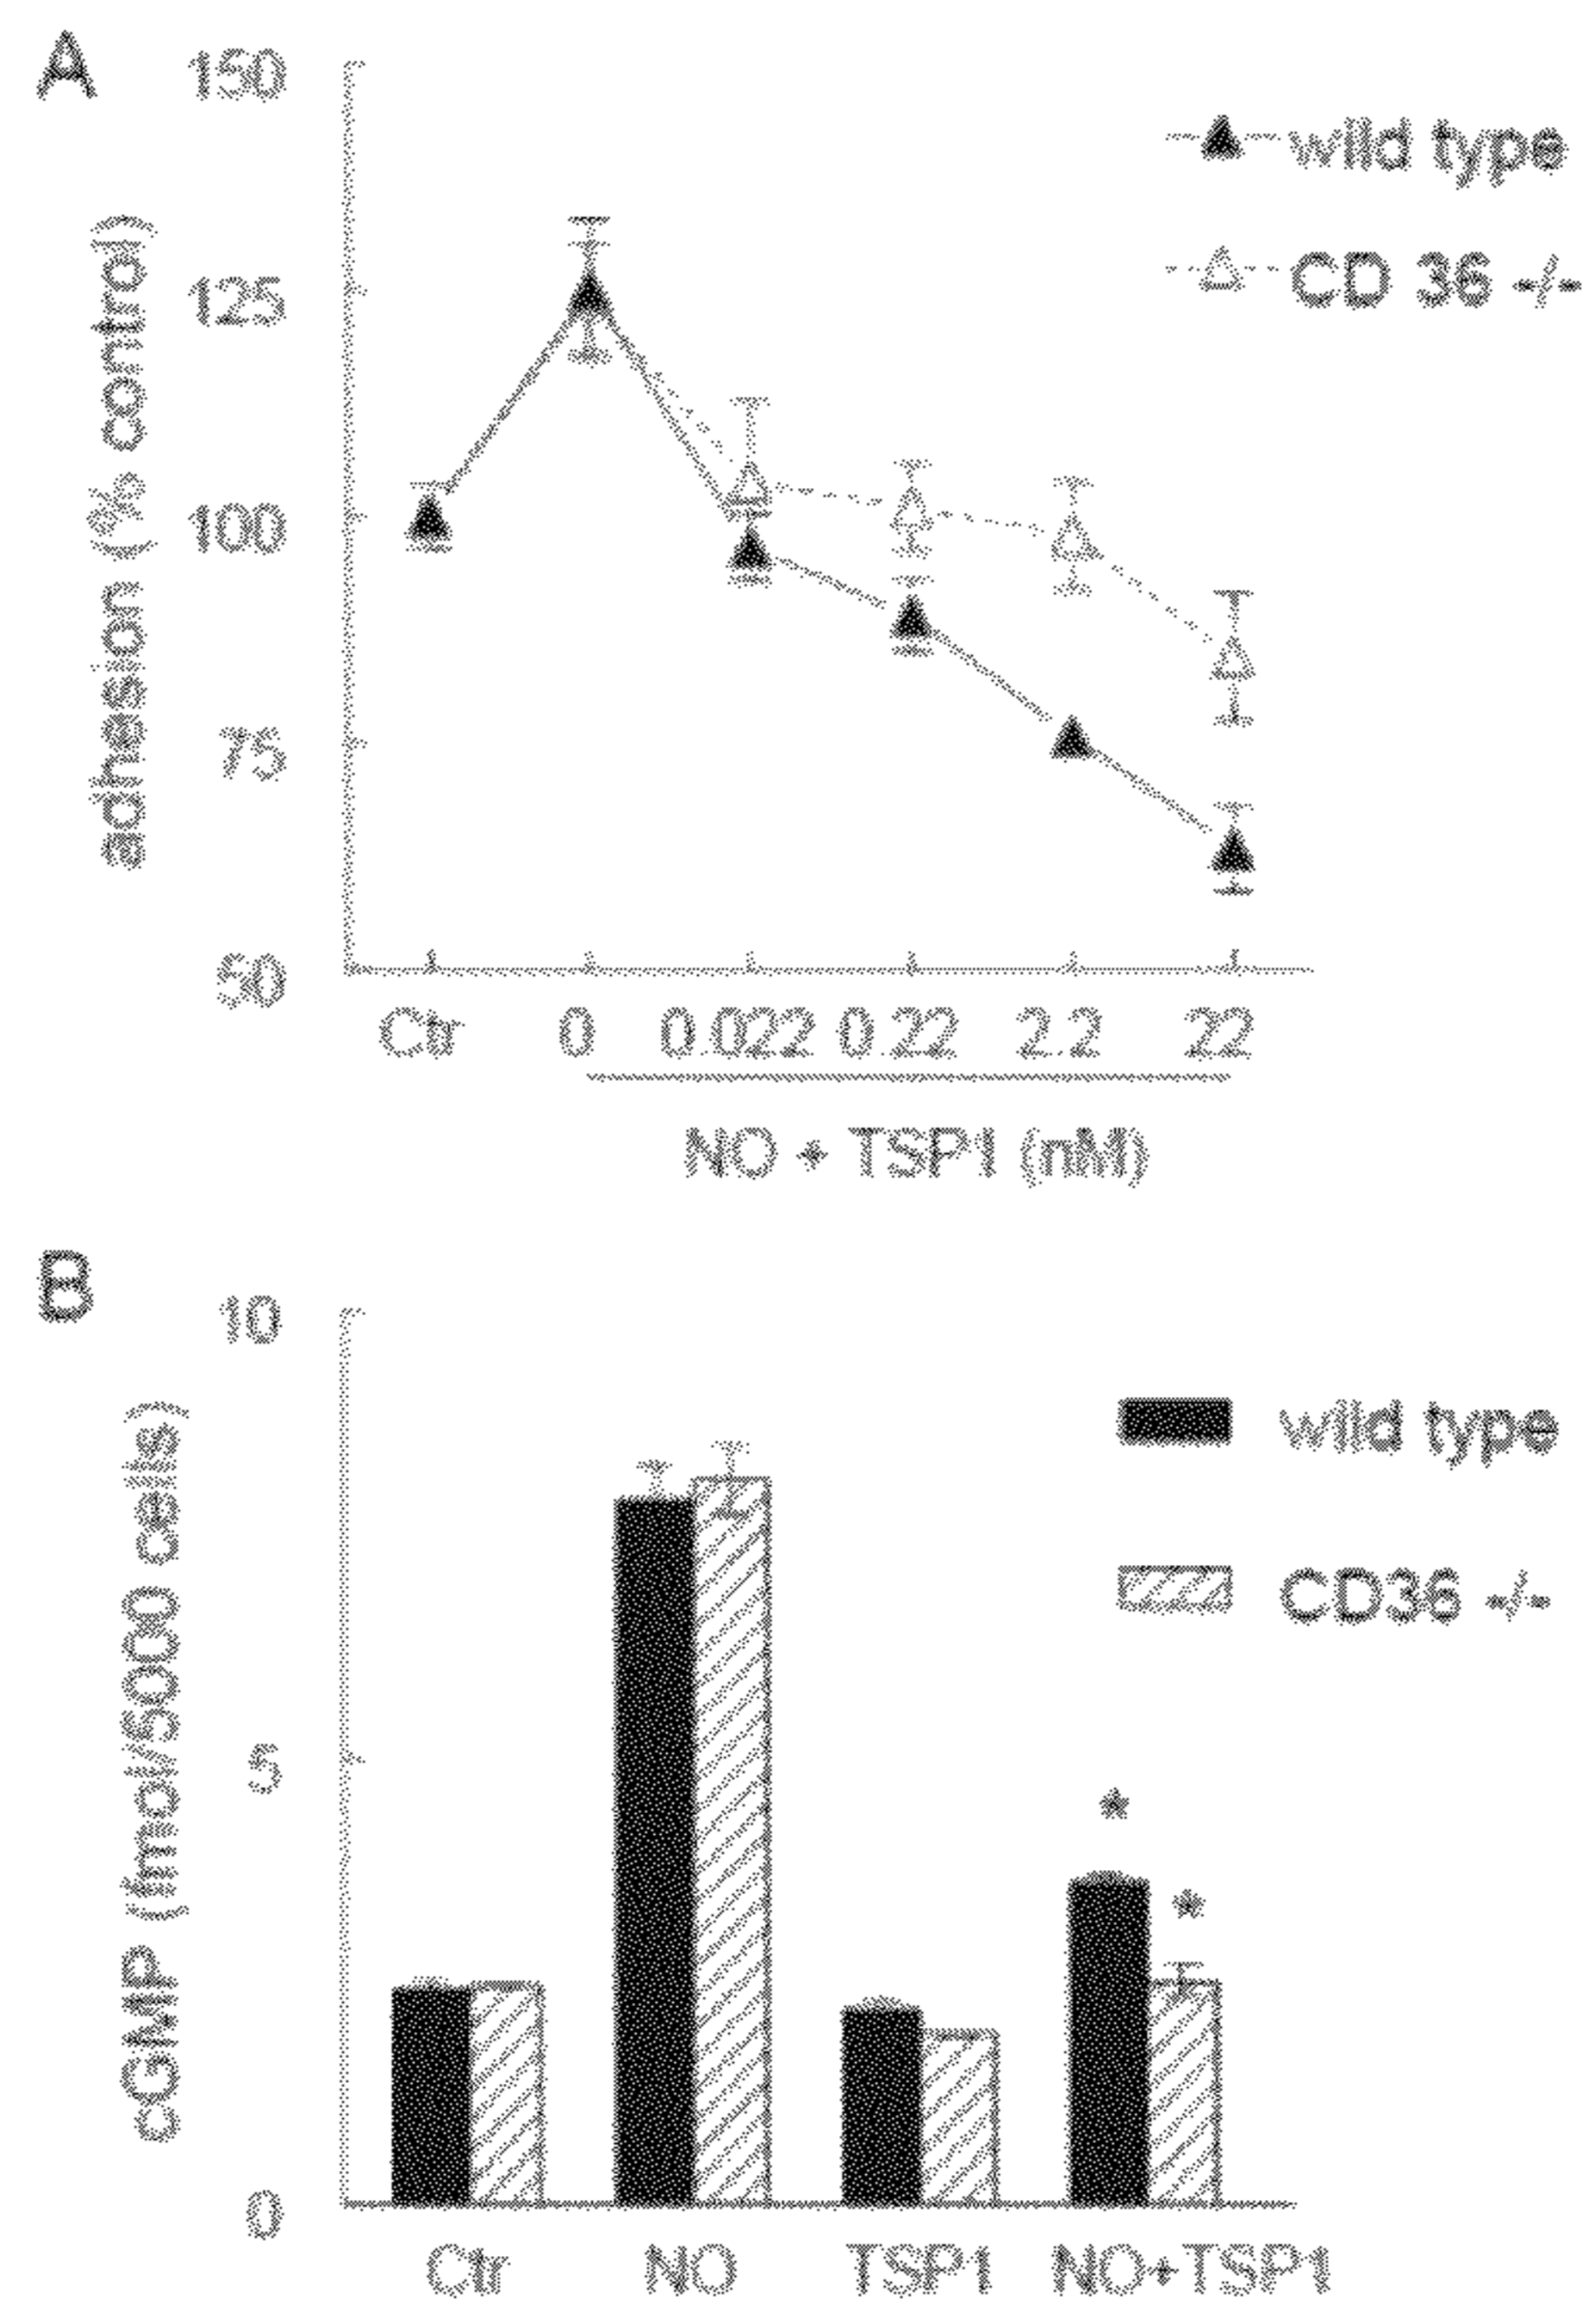 A
150
wild type
CD 36 -/-
125
100
75
50
adhesion (% control)
Ctr 0 0.022 0.22 2.2 22
NO + TSP1 (nM)
B
10
wild type
CD36 -/-
5
*
*
0
cGMP (fmol/5000 cells)
Ctr NO TSP1 NO+TSP1